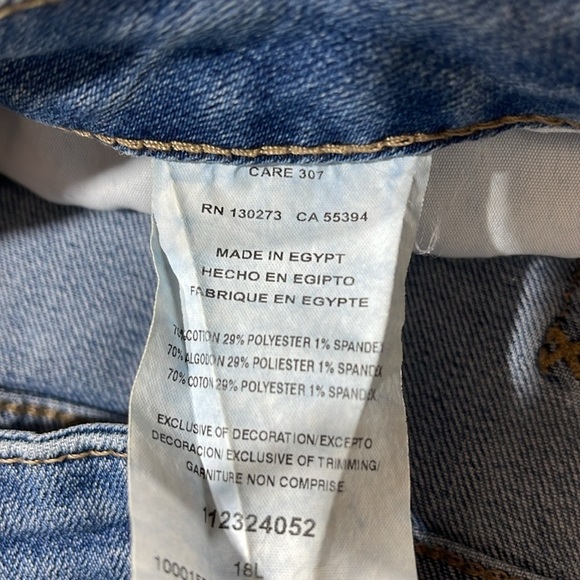 CARE 307
RN 130273 CA 55394
MADE IN EGYPT
HECHO EN EGIPTO
FABRIQUE EN EGYPTE
70% COTTON 29% POLYESTER 1% SPANDEX
70% ALGODON 29% POLIESTER 1% SPANDEX
70% COTON 29% POLYESTER 1% SPANDEX
EXCLUSIVE OF DECORATION/EXCEPTO
DECORACION/EXCLUSIVE OF TRIMMING/
GARNITURE NON COMPRISE
112324052
18L